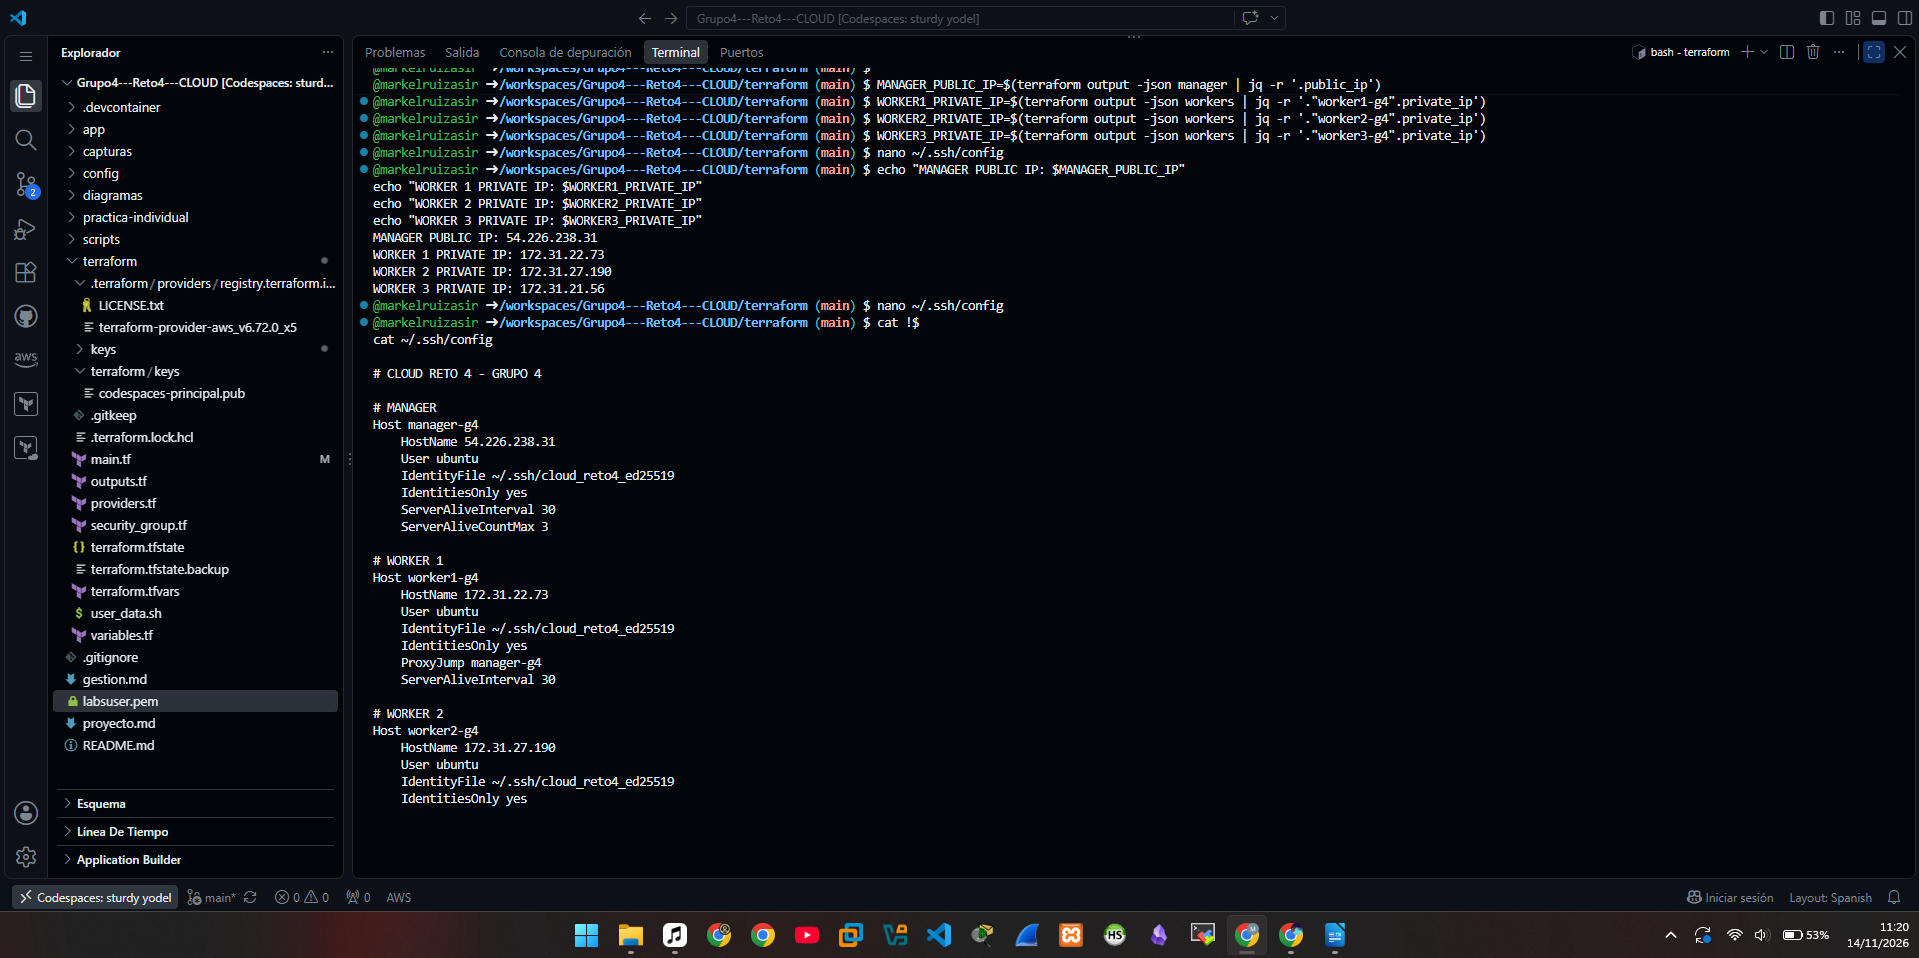 Grupo4---Reto4---CLOUD [Codespaces: sturdy yodel]
Explorador
Grupo4---Reto4---CLOUD [Codespaces: sturd...
.devcontainer
app
capturas
config
diagramas
practica-individual
scripts
terraform
.terraform/providers/registry.terraform.i...
LICENSE.txt
terraform-provider-aws_v6.72.0_x5
keys
terraform/keys
codespaces-principal.pub
.gitkeep
.terraform.lock.hcl
main.tf M
outputs.tf
providers.tf
security_group.tf
terraform.tfstate
terraform.tfstate.backup
terraform.tfvars
user_data.sh
variables.tf
.gitignore
gestion.md
labsuser.pem
proyecto.md
README.md
Esquema
Línea De Tiempo
Application Builder
2
aws
Problemas Salida Consola de depuración Terminal Puertos
bash - terraform
@markelruizasir ➜/workspaces/Grupo4---Reto4---CLOUD/terraform (main) $
@markelruizasir ➜/workspaces/Grupo4---Reto4---CLOUD/terraform (main) $ MANAGER_PUBLIC_IP=$(terraform output -json manager | jq -r '.public_ip')
@markelruizasir ➜/workspaces/Grupo4---Reto4---CLOUD/terraform (main) $ WORKER1_PRIVATE_IP=$(terraform output -json workers | jq -r '."worker1-g4".private_ip')
@markelruizasir ➜/workspaces/Grupo4---Reto4---CLOUD/terraform (main) $ WORKER2_PRIVATE_IP=$(terraform output -json workers | jq -r '."worker2-g4".private_ip')
@markelruizasir ➜/workspaces/Grupo4---Reto4---CLOUD/terraform (main) $ WORKER3_PRIVATE_IP=$(terraform output -json workers | jq -r '."worker3-g4".private_ip')
@markelruizasir ➜/workspaces/Grupo4---Reto4---CLOUD/terraform (main) $ nano ~/.ssh/config
@markelruizasir ➜/workspaces/Grupo4---Reto4---CLOUD/terraform (main) $ echo "MANAGER PUBLIC IP: $MANAGER_PUBLIC_IP"
echo "WORKER 1 PRIVATE IP: $WORKER1_PRIVATE_IP"
echo "WORKER 2 PRIVATE IP: $WORKER2_PRIVATE_IP"
echo "WORKER 3 PRIVATE IP: $WORKER3_PRIVATE_IP"
MANAGER PUBLIC IP: 54.226.238.31
WORKER 1 PRIVATE IP: 172.31.22.73
WORKER 2 PRIVATE IP: 172.31.27.190
WORKER 3 PRIVATE IP: 172.31.21.56
@markelruizasir ➜/workspaces/Grupo4---Reto4---CLOUD/terraform (main) $ nano ~/.ssh/config
@markelruizasir ➜/workspaces/Grupo4---Reto4---CLOUD/terraform (main) $ cat !$
cat ~/.ssh/config
# CLOUD RETO 4 - GRUPO 4
# MANAGER
Host manager-g4
HostName 54.226.238.31
User ubuntu
IdentityFile ~/.ssh/cloud_reto4_ed25519
IdentitiesOnly yes
ServerAliveInterval 30
ServerAliveCountMax 3
# WORKER 1
Host worker1-g4
HostName 172.31.22.73
User ubuntu
IdentityFile ~/.ssh/cloud_reto4_ed25519
IdentitiesOnly yes
ProxyJump manager-g4
ServerAliveInterval 30
# WORKER 2
Host worker2-g4
HostName 172.31.27.190
User ubuntu
IdentityFile ~/.ssh/cloud_reto4_ed25519
IdentitiesOnly yes
Codespaces: sturdy yodel main* 0 0 0 AWS
Iniciar sesión Layout: Spanish
53%
11:20
14/11/2026